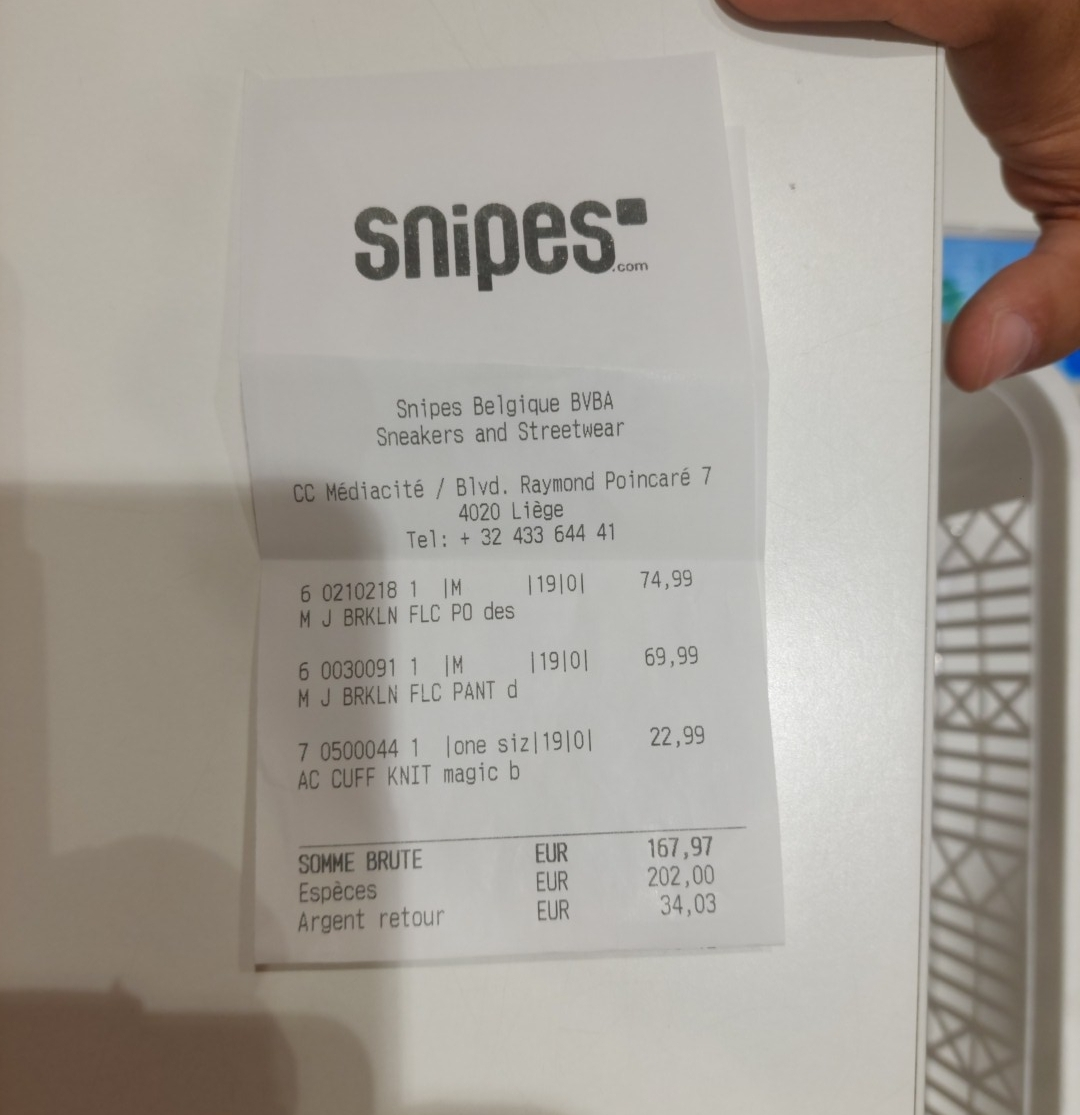 snipes
.com
Snipes Belgique BVBA
Sneakers and Streetwear
CC Médiacité / Blvd. Raymond Poincaré 7
4020 Liège
Tel: + 32 433 644 41
6 0210218 1 |M |19|0| 74,99
M J BRKLN FLC PO des
6 0030091 1 |M |19|0| 69,99
M J BRKLN FLC PANT d
7 0500044 1 |one siz|19|0| 22,99
AC CUFF KNIT magic b
SOMME BRUTE EUR 167,97
Espèces EUR 202,00
Argent retour EUR 34,03